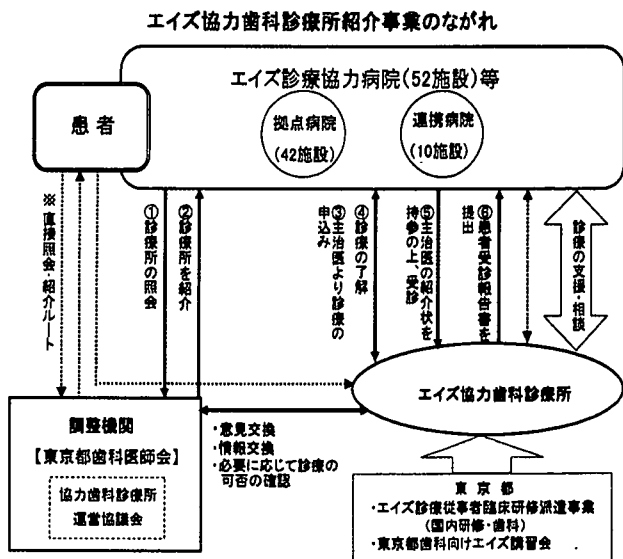 エイズ協力歯科診療所紹介事業のながれ
エイズ診療協力病院(52施設)等
患者
拠点病院
(42施設)
連携病院
(10施設)
※直接照会・紹介ルート
①診療所の照会
②診療所を紹介
③主治医より診療の
申込み
④診療の了解
⑤主治医の紹介状を
持参の上、受診
⑥患者受診報告書を
提出
診療の支援・相談
エイズ協力歯科診療所
調整機関
【東京都歯科医師会】
協力歯科診療所
運営協議会
・意見交換
・情報交換
・必要に応じて診療の
可否の確認
東京都
・エイズ診療従事者臨床研修派遣事業
(国内研修・歯科)
・東京都歯科向けエイズ講習会